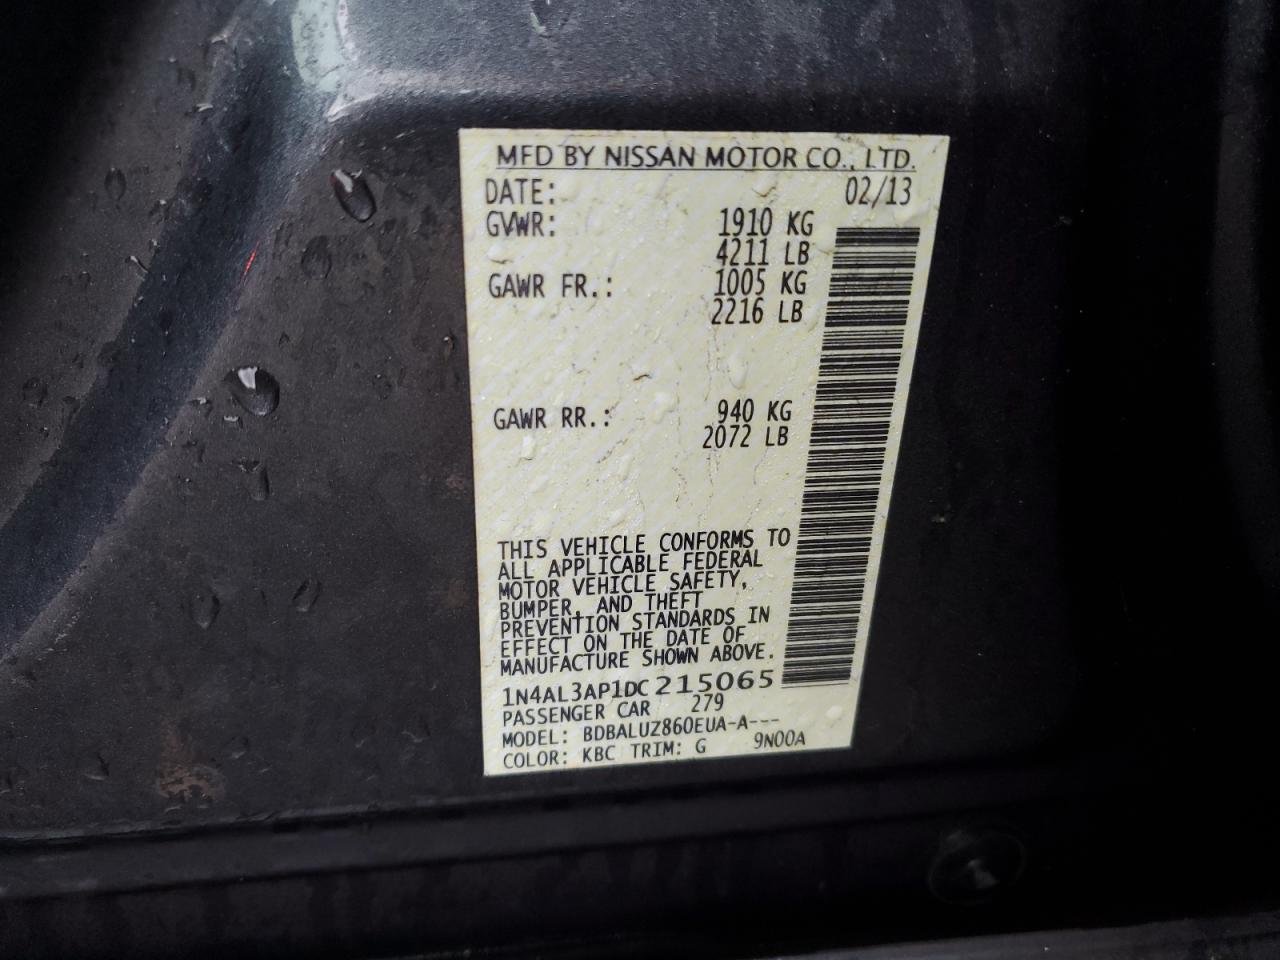 MFD BY NISSAN MOTOR CO., LTD.
DATE: 02/13
GVWR: 1910 KG
4211 LB
GAWR FR.: 1005 KG
2216 LB
GAWR RR.: 940 KG
2072 LB
THIS VEHICLE CONFORMS TO
ALL APPLICABLE FEDERAL
MOTOR VEHICLE SAFETY,
BUMPER, AND THEFT
PREVENTION STANDARDS IN
EFFECT ON THE DATE OF
MANUFACTURE SHOWN ABOVE.
1N4AL3AP1DC215065
PASSENGER CAR 279
MODEL: BDBALUZ860EUA-A---
COLOR: KBC TRIM: G 9N00A